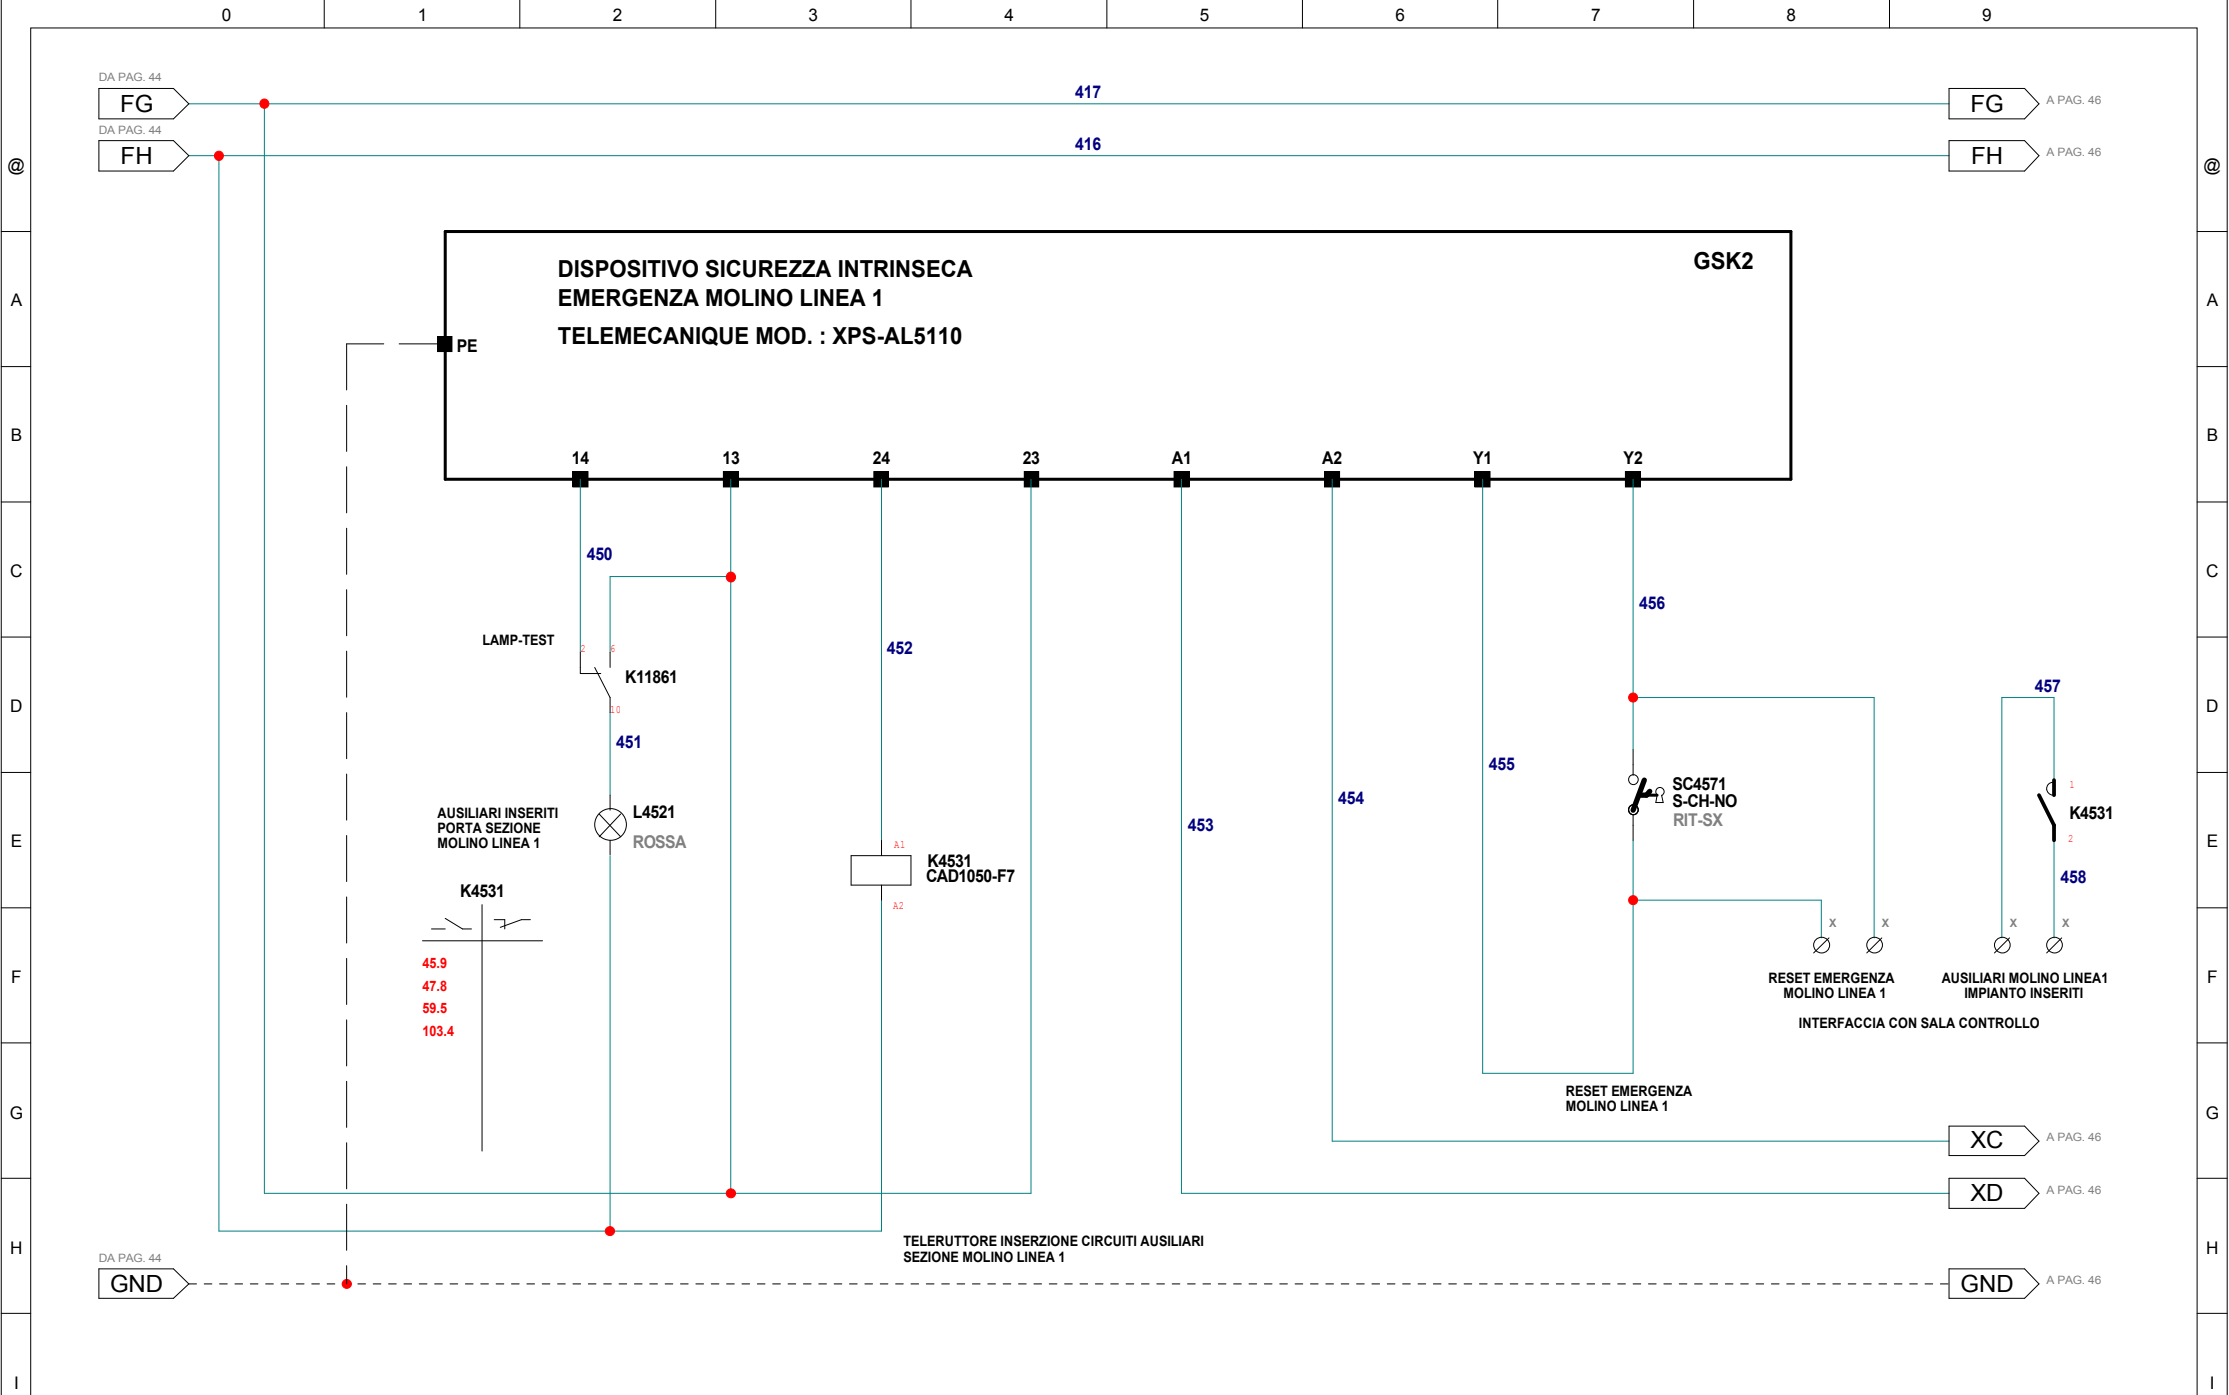 0 1 2 3 4 5 6 7 8 9
DA PAG. 44
FG
417
FG
A PAG. 46
DA PAG. 44
FH
416
FH
A PAG. 46
@
@
DISPOSITIVO SICUREZZA INTRINSECA
EMERGENZA MOLINO LINEA 1
TELEMECANIQUE MOD. : XPS-AL5110
GSK2
A
A
PE
B
B
14 13 24 23 A1 A2 Y1 Y2
450
C
C
456
LAMP-TEST
2 6
K11861
10
452
451
D
D
457
455
454
453
SC4571
S-CH-NO
RIT-SX
1
K4531
2
458
AUSILIARI INSERITI
PORTA SEZIONE
MOLINO LINEA 1
L4521
ROSSA
E
E
A1
K4531
CAD1050-F7
A2
K4531
45.9
47.8
59.5
103.4
F
F
x x x x
RESET EMERGENZA
MOLINO LINEA 1
AUSILIARI MOLINO LINEA1
IMPIANTO INSERITI
INTERFACCIA CON SALA CONTROLLO
RESET EMERGENZA
MOLINO LINEA 1
G
G
XC
A PAG. 46
XD
A PAG. 46
TELERUTTORE INSERZIONE CIRCUITI AUSILIARI
SEZIONE MOLINO LINEA 1
H
H
DA PAG. 44
GND
GND
A PAG. 46
I
I